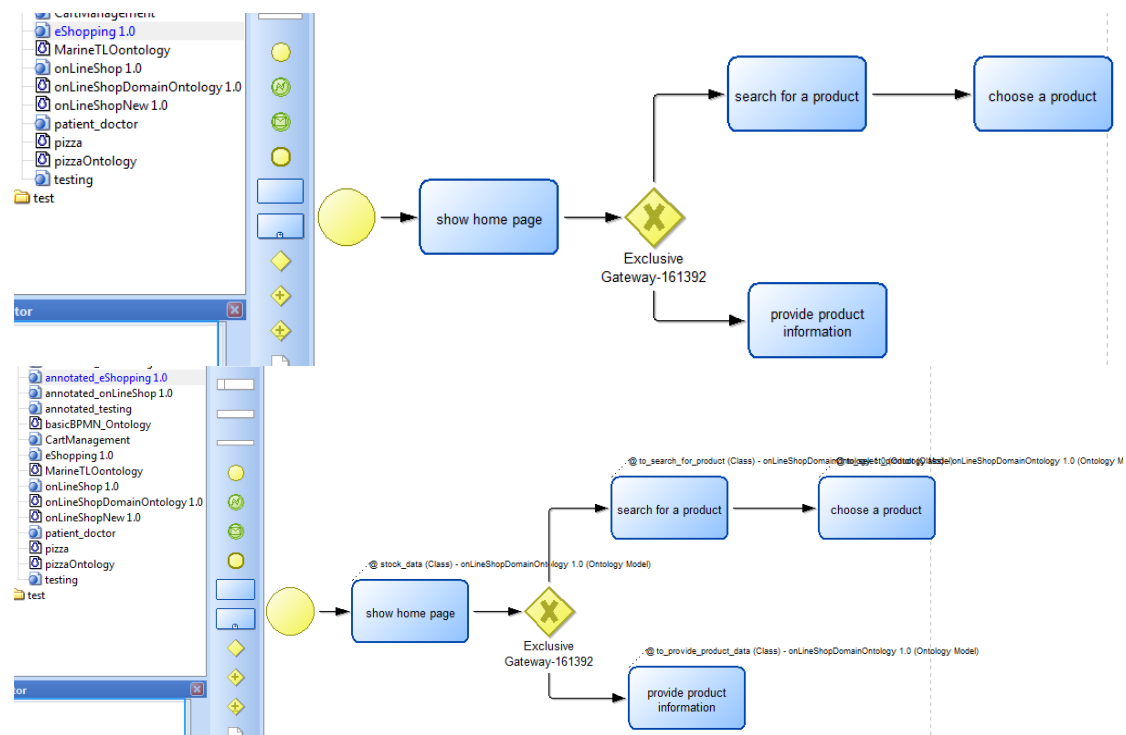 CartManagement
eShopping 1.0
MarineTLOontology
onLineShop 1.0
onLineShopDomainOntology 1.0
onLineShopNew 1.0
patient_doctor
pizza
pizzaOntology
testing
test
tor
search for a product
choose a product
show home page
Exclusive
Gateway-161392
provide product
information
annotated_eShopping 1.0
annotated_onLineShop 1.0
annotated_testing
basicBPMN_Ontology
CartManagement
eShopping 1.0
MarineTLOontology
onLineShop 1.0
onLineShopDomainOntology 1.0
onLineShopNew 1.0
patient_doctor
pizza
pizzaOntology
testing
test
tor
@ to_search_for_product (Class) - onLineShopDomain
onLineShopDomainOntology 1.0 (Ontology M
search for a product
choose a product
@ stook_data (Class) - onLineShopDomainOntology 1.0 (Ontology Model)
show home page
Exclusive
Gateway-161392
@ to_provide_product_data (Class) - onLineShopDomainOntology 1.0 (Ontology Model)
provide product
information